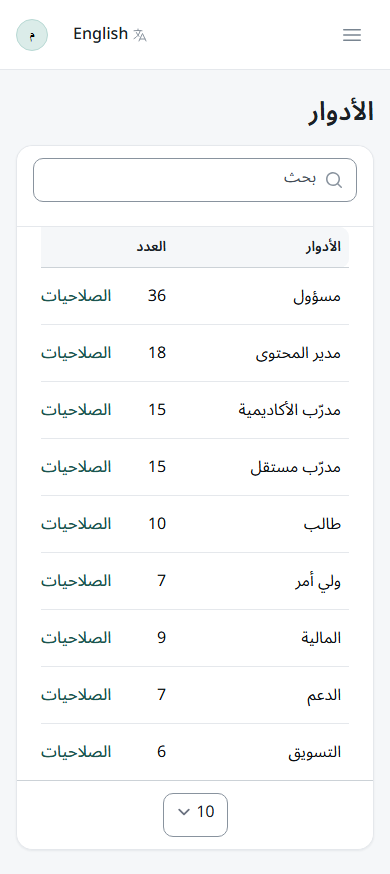 م
English
الأدوار
بحث
الأدوار العدد
مسؤول 36 الصلاحيات
مدير المحتوى 18 الصلاحيات
مدرّب الأكاديمية 15 الصلاحيات
مدرّب مستقل 15 الصلاحيات
طالب 10 الصلاحيات
ولي أمر 7 الصلاحيات
المالية 9 الصلاحيات
الدعم 7 الصلاحيات
التسويق 6 الصلاحيات
10